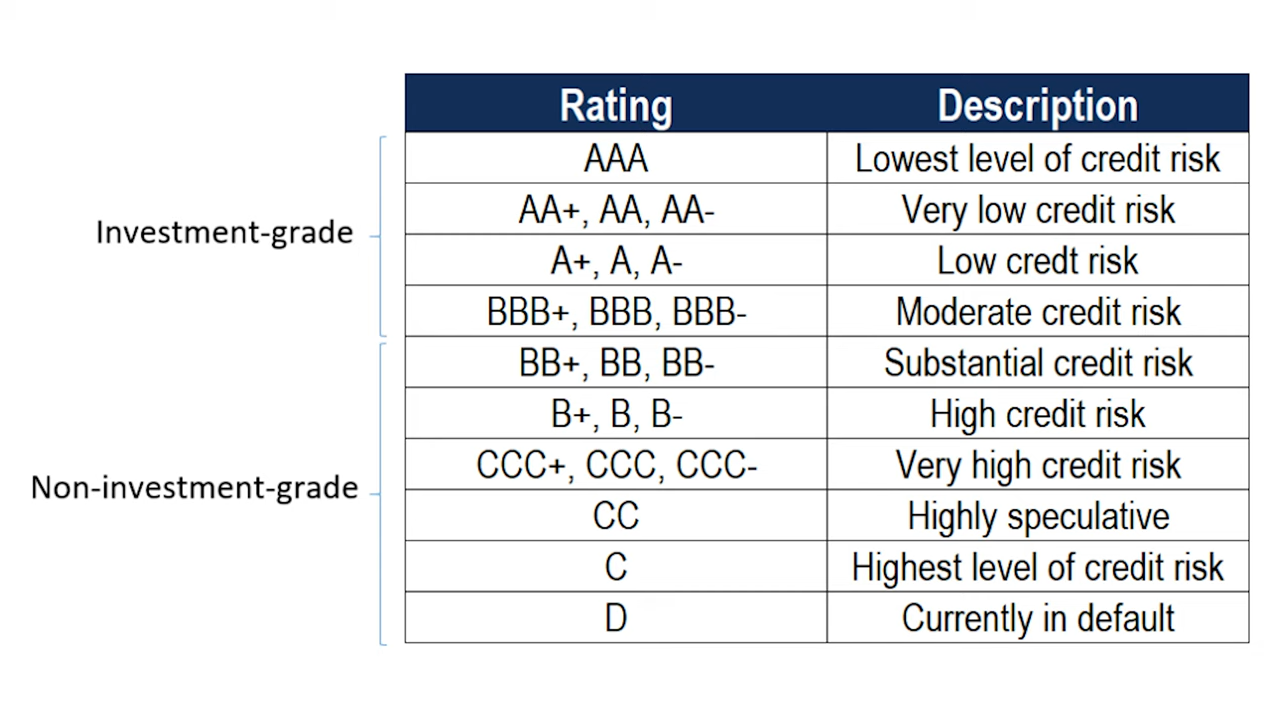 Rating Description
AAA Lowest level of credit risk
AA+, AA, AA- Very low credit risk
Investment-grade
A+, A, A- Low credt risk
BBB+, BBB, BBB- Moderate credit risk
BB+, BB, BB- Substantial credit risk
B+, B, B- High credit risk
CCC+, CCC, CCC- Very high credit risk
Non-investment-grade
CC Highly speculative
C Highest level of credit risk
D Currently in default